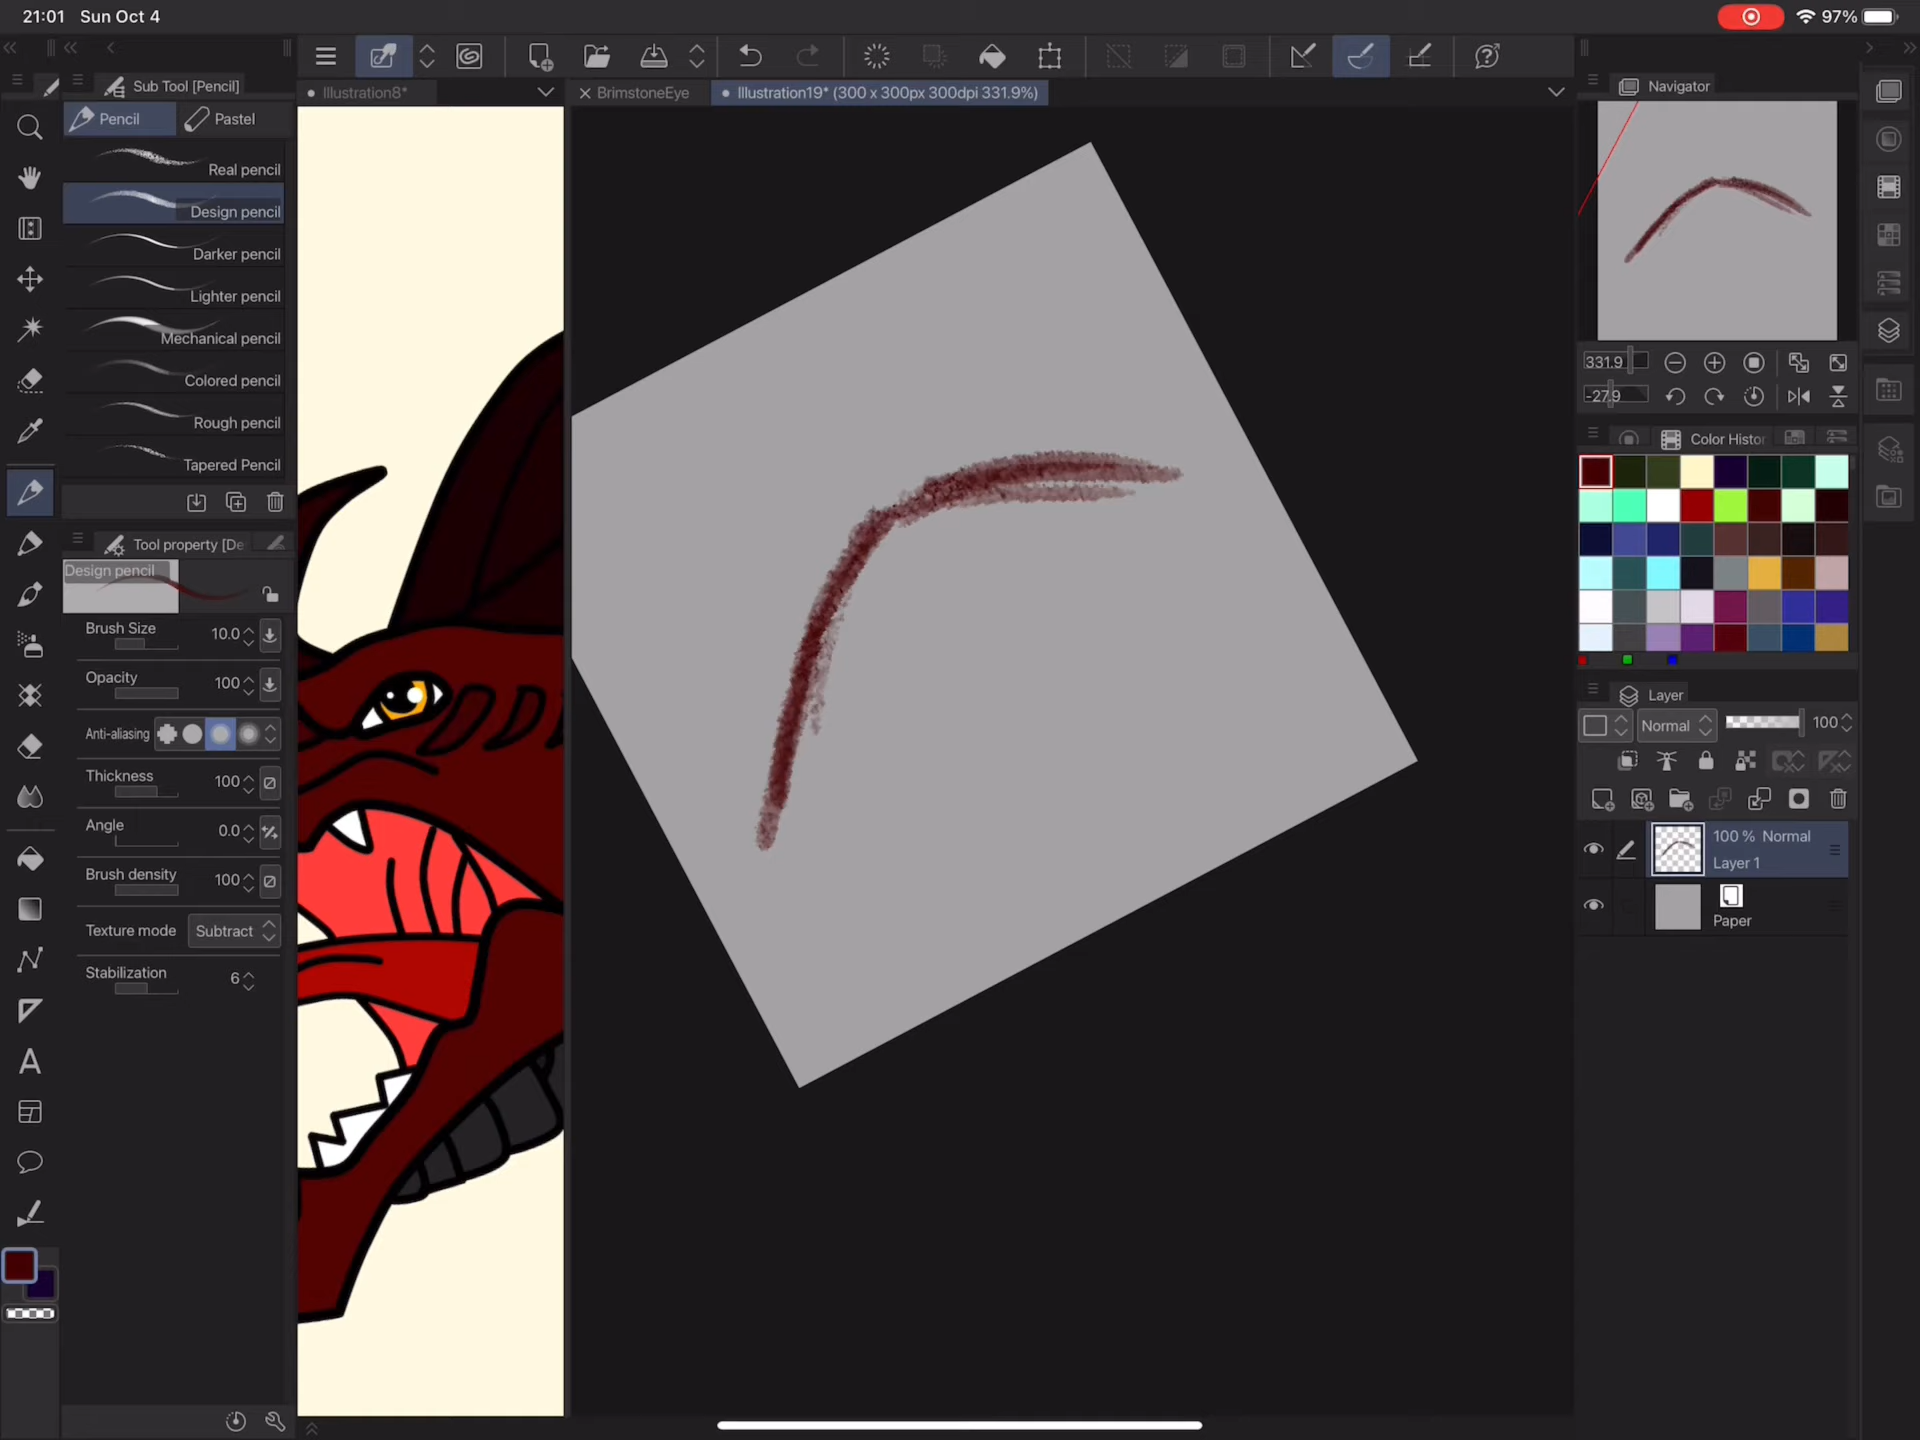 21:01 Sun Oct 4
97%
Sub Tool [Pencil]
Pencil
Pastel
Real pencil
Design pencil
Darker pencil
Lighter pencil
Mechanical pencil
Colored pencil
Rough pencil
Tapered Pencil
Tool property [De
Design pencil
Brush Size 10.0
Opacity 100
Anti-aliasing
Thickness 100
Angle 0.0
Brush density 100
Texture mode Subtract
Stabilization 6
Illustration8*
BrimstoneEye
Illustration19* (300 x 300px 300dpi 331.9%)
Navigator
331.9
-27.9
Color Histo
Layer
Normal 100
100 % Normal
Layer 1
Paper